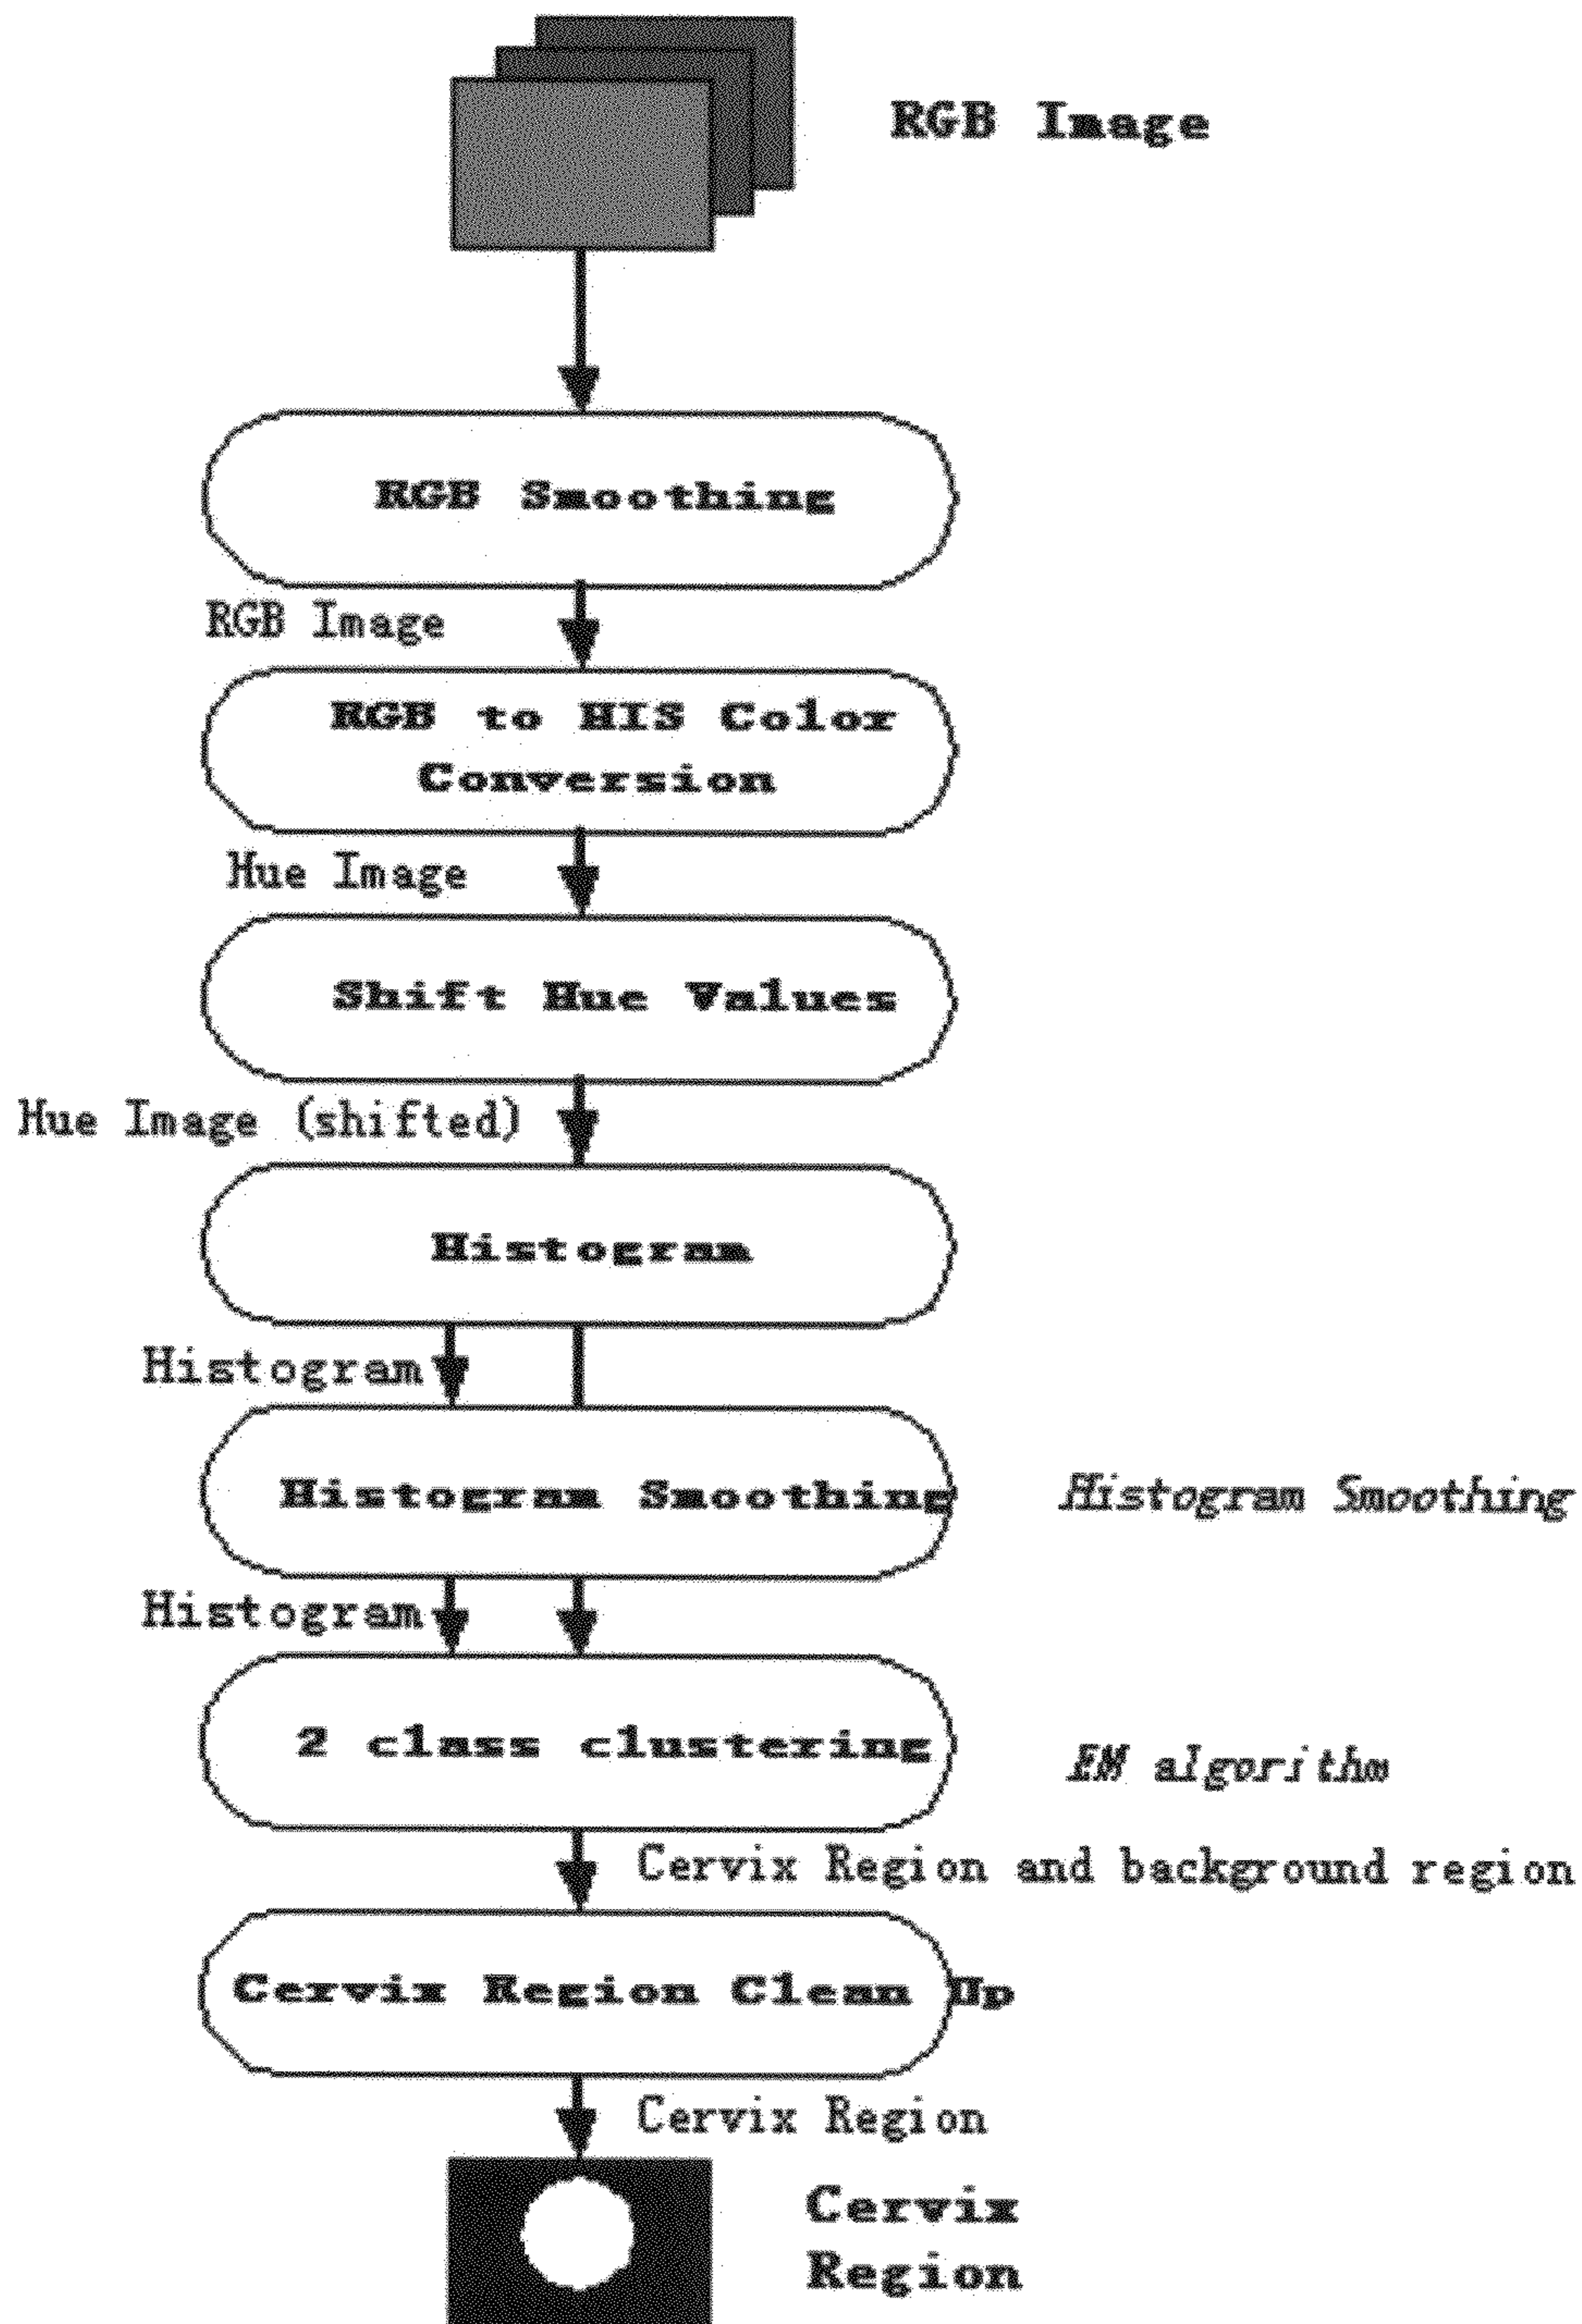 RGB Image
RGB Smoothing
RGB Image
RGB to HIS Color
Conversion
Hue Image
Shift Hue Values
Hue Image (shifted)
Histogram
Histogram
Histogram Smoothing
Histogram Smoothing
Histogram
2 class clustering
EM algorithm
Cervix Region and background region
Cervix Region Clean Up
Cervix Region
Cervix
Region